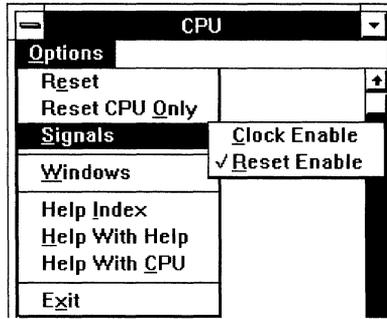 CPU
Options
Reset
Reset CPU Only
Signals
Clock Enable
✓ Reset Enable
Windows
Help Index
Help With Help
Help With CPU
Exit